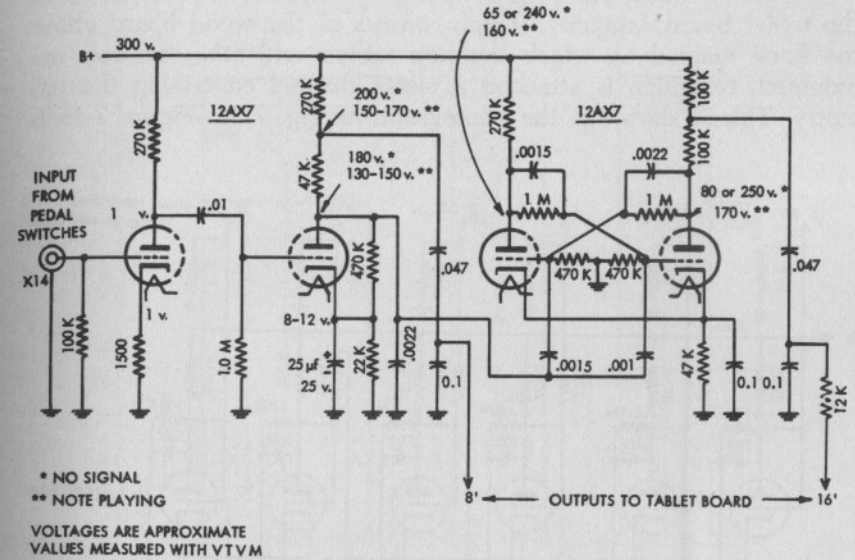 65 or 240 v. *
160 v. **
B+ 300 v.
270 K
12AX7
270 K
200 v. *
150-170 v. **
270 K
12AX7
100 K
100 K
.0015
.0022
47 K
180 v. *
130-150 v. **
1 M
1 M
80 or 250 v. *
170 v. **
INPUT
FROM
PEDAL
SWITCHES
1 v.
.01
X14
470 K
.047
470 K
470 K
.047
1 v.
8-12 v.
100 K
1500
1.0 M
25 µf
25 v.
22 K
.0022
0.1
.0015
.001
47 K
0.1
0.1
12 K
* NO SIGNAL
** NOTE PLAYING
8' OUTPUTS TO TABLET BOARD 16'
VOLTAGES ARE APPROXIMATE
VALUES MEASURED WITH VTVM